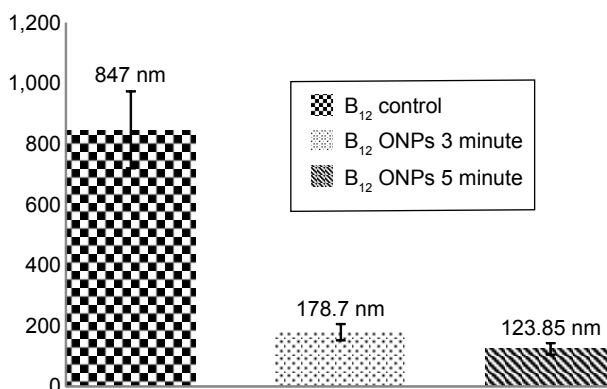 1,200
1,000
800
600
400
200
0
847 nm
178.7 nm
123.85 nm
B₁₂ control
B₁₂ ONPs 3 minute
B₁₂ ONPs 5 minute